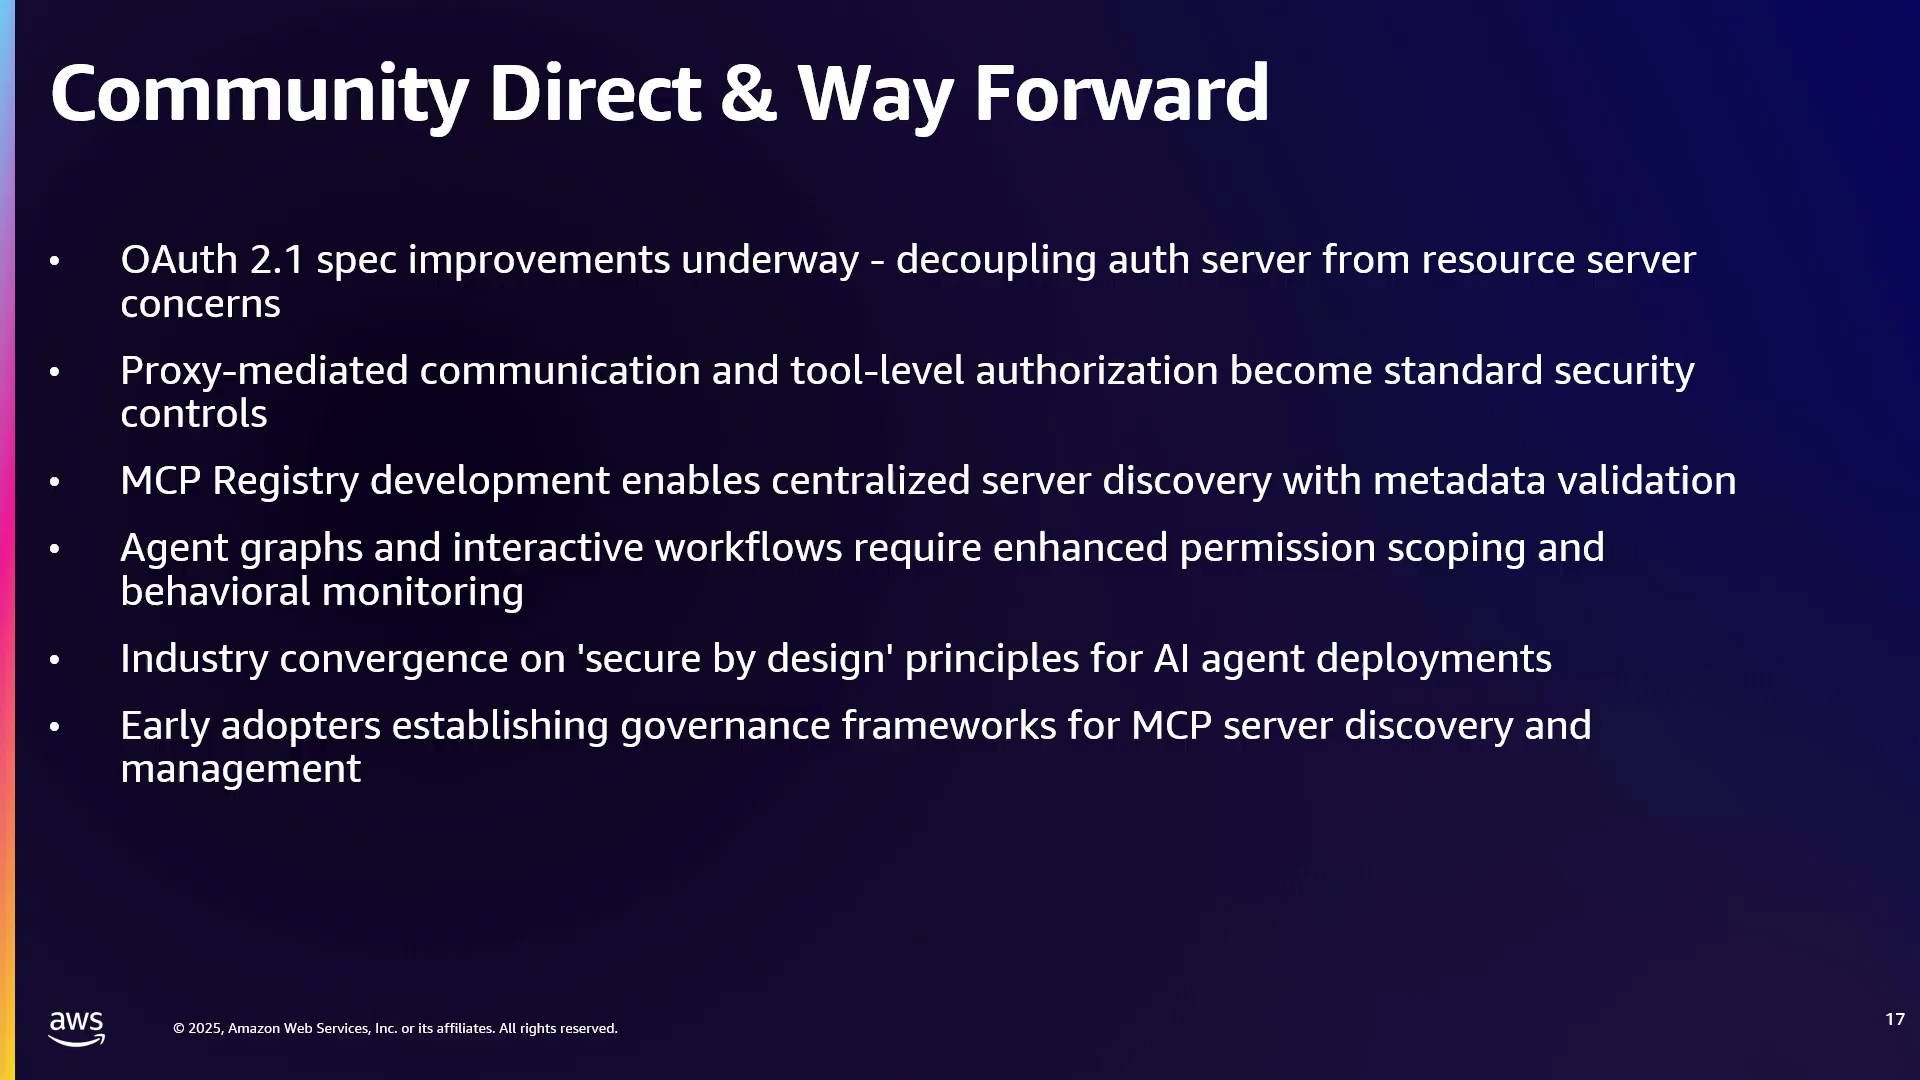 Community Direct & Way Forward
• OAuth 2.1 spec improvements underway - decoupling auth server from resource server
concerns
• Proxy-mediated communication and tool-level authorization become standard security
controls
• MCP Registry development enables centralized server discovery with metadata validation
• Agent graphs and interactive workflows require enhanced permission scoping and
behavioral monitoring
• Industry convergence on 'secure by design' principles for AI agent deployments
• Early adopters establishing governance frameworks for MCP server discovery and
management
aws
© 2025, Amazon Web Services, Inc. or its affiliates. All rights reserved.
17